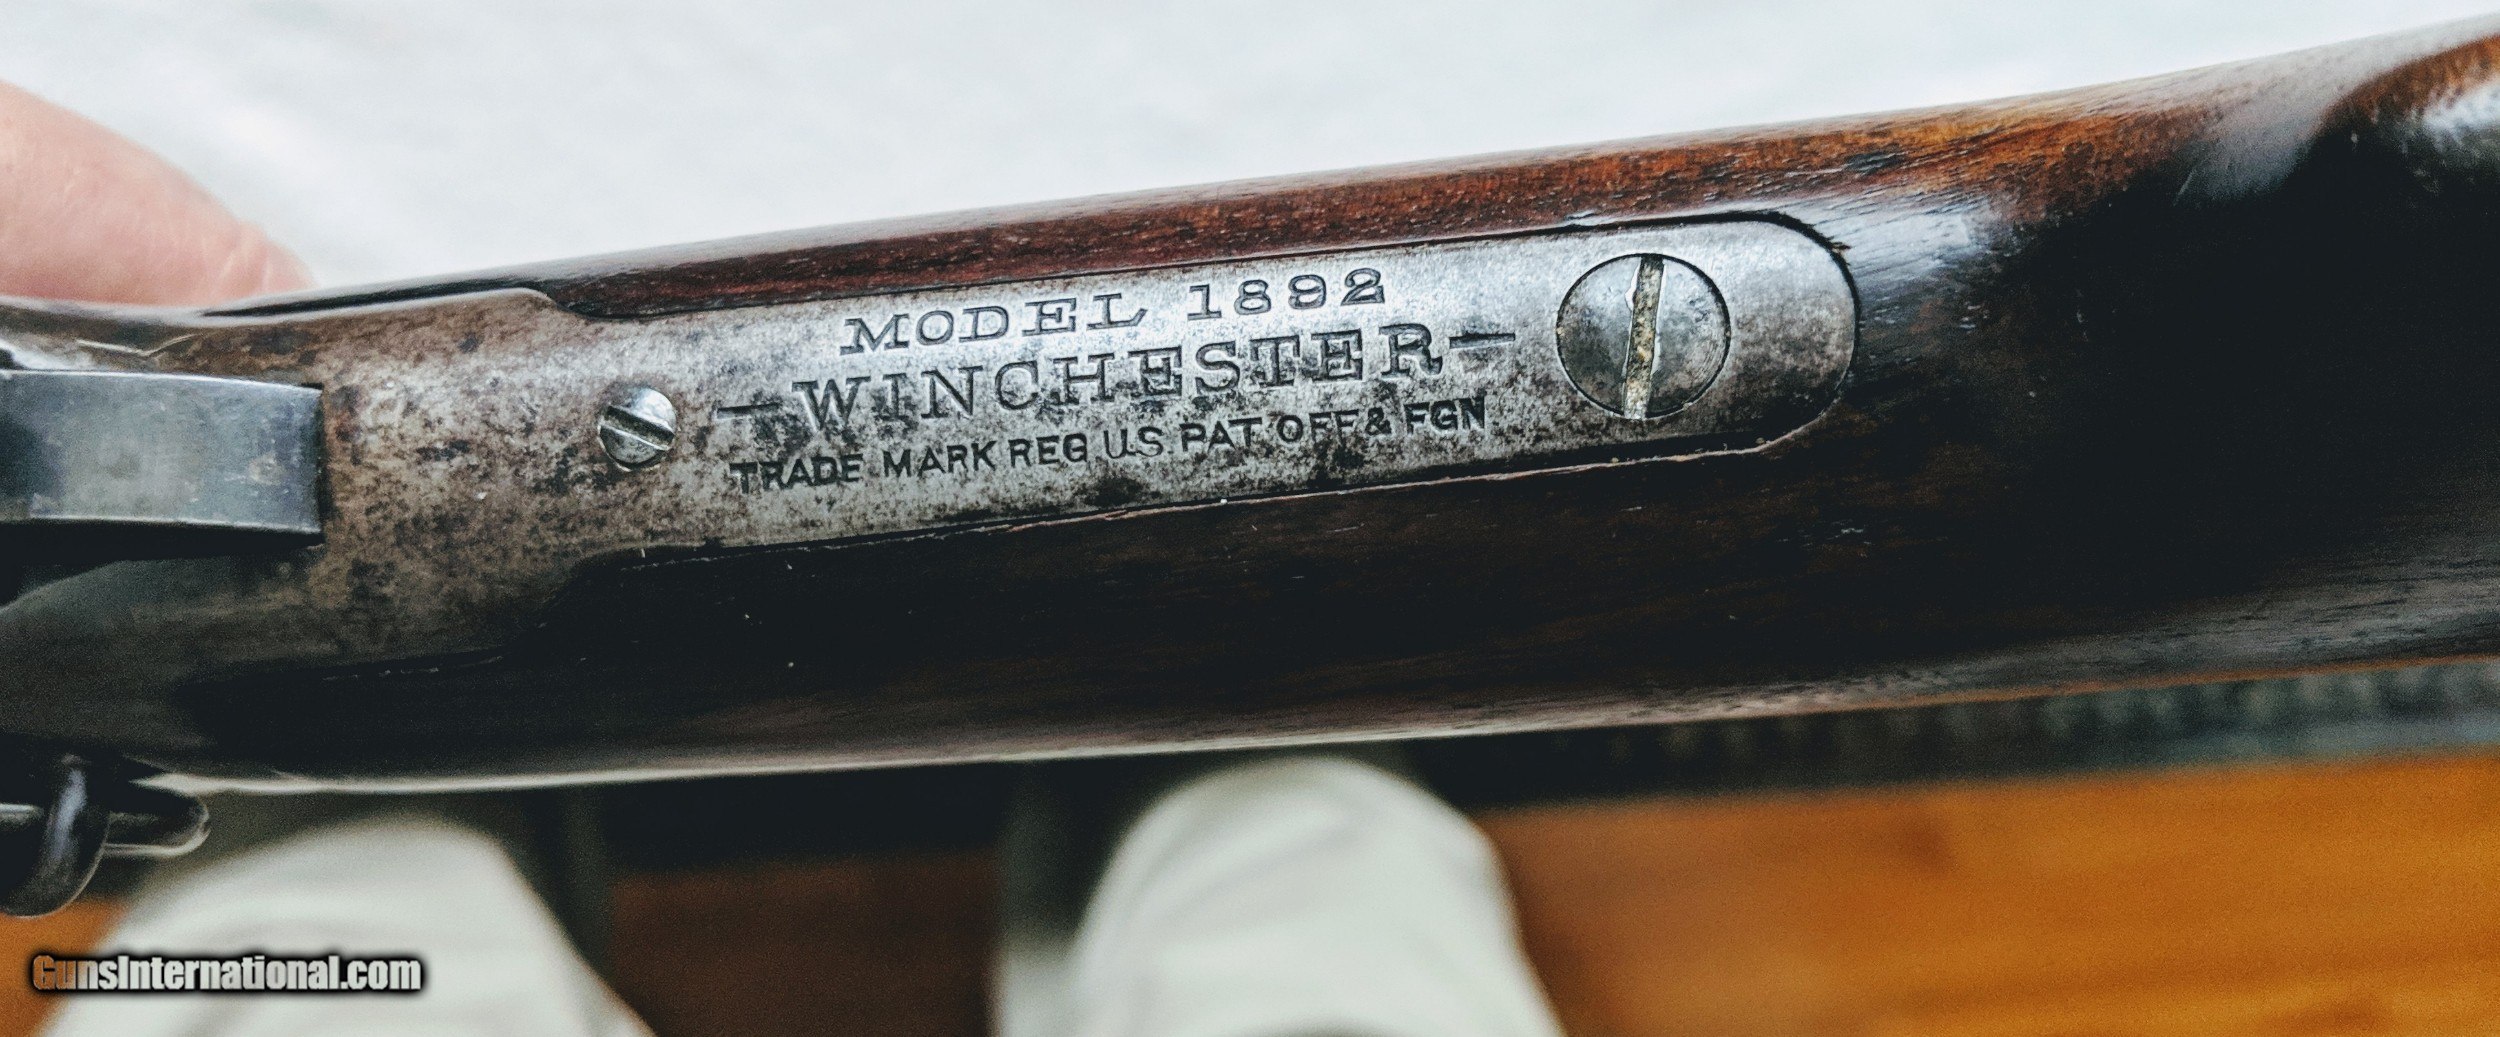 MODEL 1892
—WINCHESTER—
TRADE MARK REG U.S. PAT OFF & FGN
GunsInternational.com